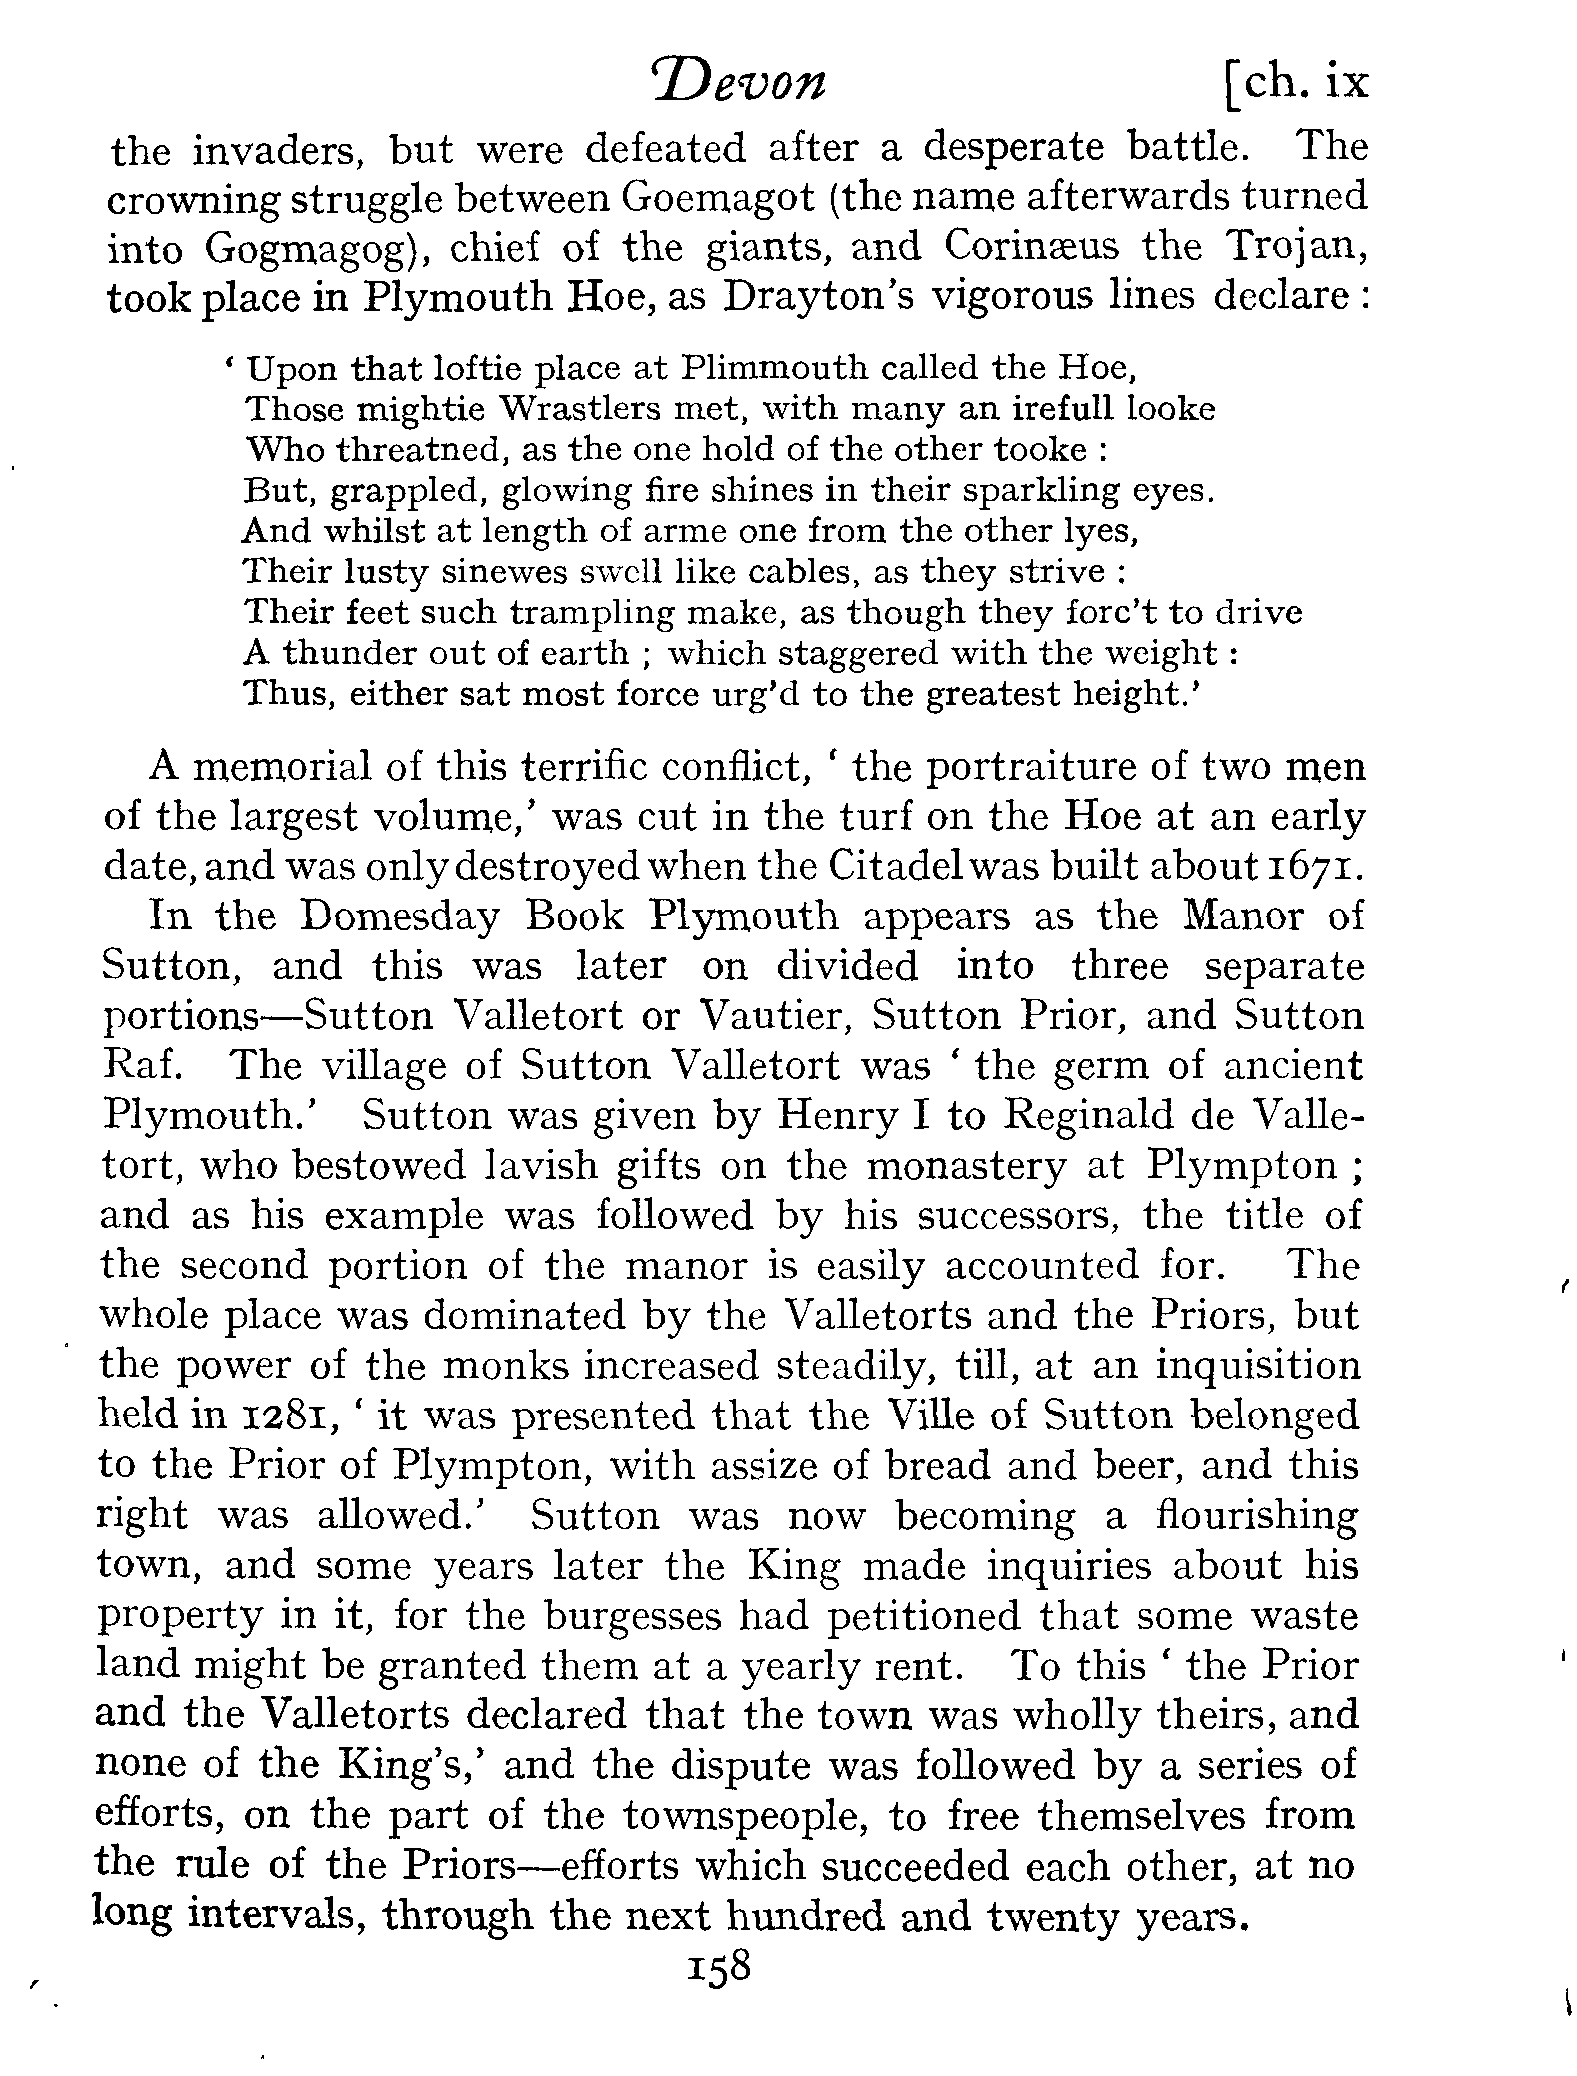 Devon [ch. ix
the invaders, but were defeated after a desperate battle. The
crowning struggle between Goemagot (the name afterwards turned
into Gogmagog), chief of the giants, and Corinæus the Trojan,
took place in Plymouth Hoe, as Drayton's vigorous lines declare :
‘ Upon that loftie place at Plimmouth called the Hoe,
Those mightie Wrastlers met, with many an irefull looke
Who threatned, as the one hold of the other tooke :
But, grappled, glowing fire shines in their sparkling eyes.
And whilst at length of arme one from the other lyes,
Their lusty sinewes swell like cables, as they strive :
Their feet such trampling make, as though they forc't to drive
A thunder out of earth ; which staggered with the weight :
Thus, either sat most force urg'd to the greatest height.’
A memorial of this terrific conflict, ‘ the portraiture of two men
of the largest volume,’ was cut in the turf on the Hoe at an early
date, and was only destroyed when the Citadel was built about 1671.
In the Domesday Book Plymouth appears as the Manor of
Sutton, and this was later on divided into three separate
portions—Sutton Valletort or Vautier, Sutton Prior, and Sutton
Raf. The village of Sutton Valletort was ‘ the germ of ancient
Plymouth.’ Sutton was given by Henry I to Reginald de Valle-
tort, who bestowed lavish gifts on the monastery at Plympton ;
and as his example was followed by his successors, the title of
the second portion of the manor is easily accounted for. The
whole place was dominated by the Valletorts and the Priors, but
the power of the monks increased steadily, till, at an inquisition
held in 1281, ‘ it was presented that the Ville of Sutton belonged
to the Prior of Plympton, with assize of bread and beer, and this
right was allowed.’ Sutton was now becoming a flourishing
town, and some years later the King made inquiries about his
property in it, for the burgesses had petitioned that some waste
land might be granted them at a yearly rent. To this ‘ the Prior
and the Valletorts declared that the town was wholly theirs, and
none of the King's,’ and the dispute was followed by a series of
efforts, on the part of the townspeople, to free themselves from
the rule of the Priors—efforts which succeeded each other, at no
long intervals, through the next hundred and twenty years.
158